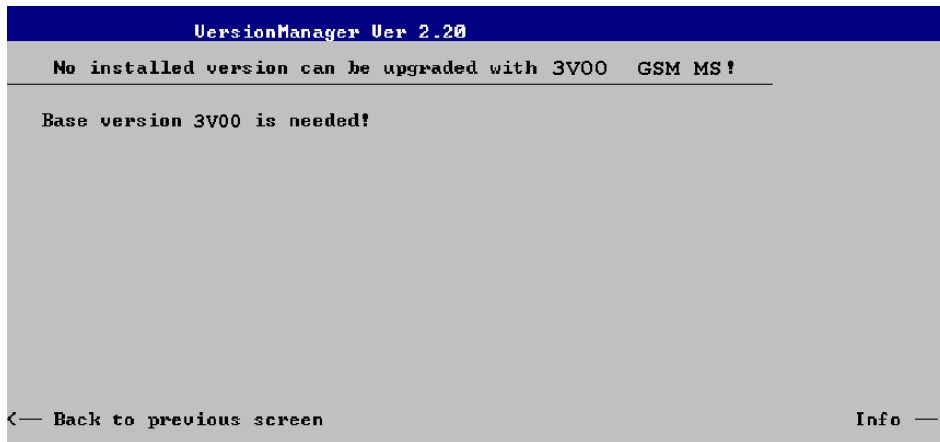 VersionManager Ver 2.20
No installed version can be upgraded with 3V00 GSM MS!
Base version 3V00 is needed!
<— Back to previous screen Info —